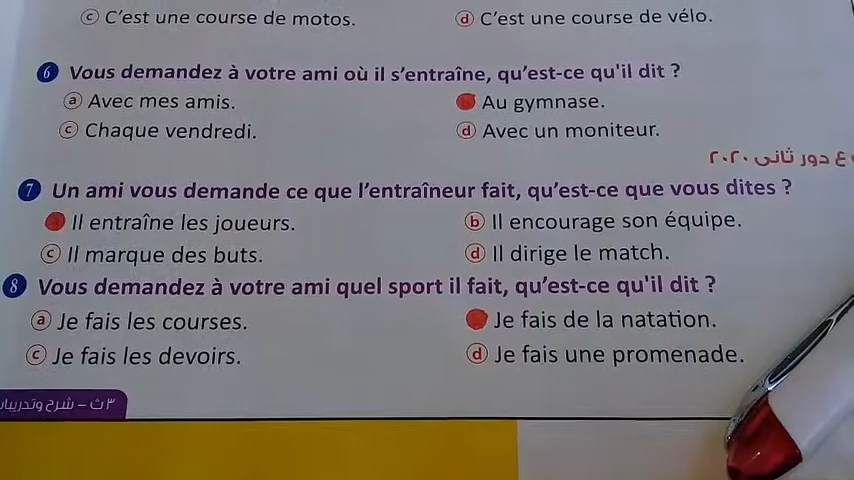 c C'est une course de motos.
d C'est une course de vélo.
6 Vous demandez à votre ami où il s'entraîne, qu'est-ce qu'il dit ?
a Avec mes amis.
Au gymnase.
c Chaque vendredi.
d Avec un moniteur.
ع دور ثانى ٢٠٢٠
7 Un ami vous demande ce que l'entraîneur fait, qu'est-ce que vous dites ?
Il entraîne les joueurs.
b Il encourage son équipe.
c Il marque des buts.
d Il dirige le match.
8 Vous demandez à votre ami quel sport il fait, qu'est-ce qu'il dit ?
a Je fais les courses.
Je fais de la natation.
c Je fais les devoirs.
d Je fais une promenade.
٣ ث – شرح وتدريبات